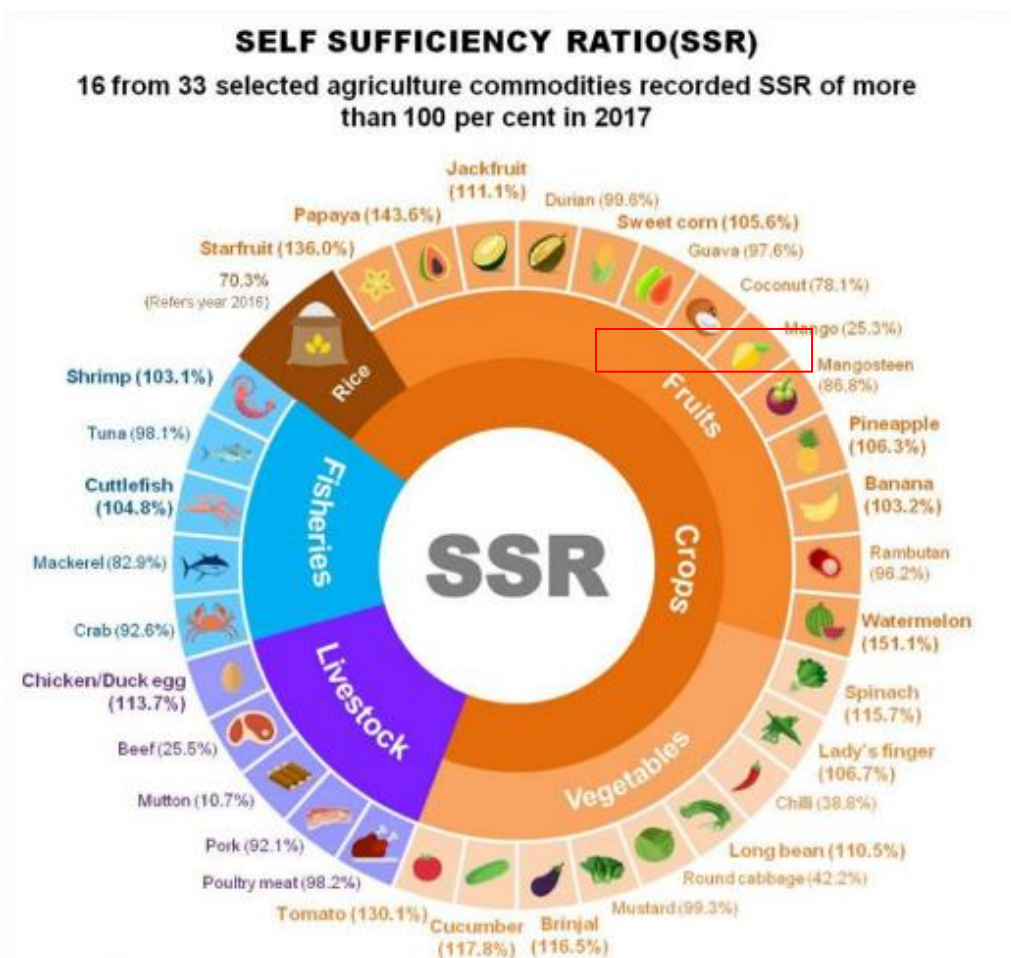 SELF SUFFICIENCY RATIO(SSR)
16 from 33 selected agriculture commodities recorded SSR of more
than 100 per cent in 2017
Jackfruit
(111.1%)
Durian (99.6%)
Papaya (143.6%)
Sweet corn (105.6%)
Starfruit (136.0%)
Guava (97.6%)
70.3%
(Refers year 2016)
Coconut (78.1%)
Mango (25.3%)
Rice
Mangosteen
(86.8%)
Shrimp (103.1%)
Fruits
Pineapple
(106.3%)
Tuna (98.1%)
Banana
(103.2%)
Cuttlefish
(104.8%)
Fisheries
SSR
Crops
Rambutan
(96.2%)
Mackerel (82.9%)
Watermelon
(151.1%)
Crab (92.6%)
Chicken/Duck egg
(113.7%)
Livestock
Spinach
(115.7%)
Beef (25.5%)
Lady's finger
(106.7%)
Vegetables
Mutton (10.7%)
Chilli (38.8%)
Pork (92.1%)
Long bean (110.5%)
Poultry meat (98.2%)
Round cabbage (42.2%)
Mustard (99.3%)
Tomato (130.1%)
Cucumber
(117.8%)
Brinjal
(116.5%)